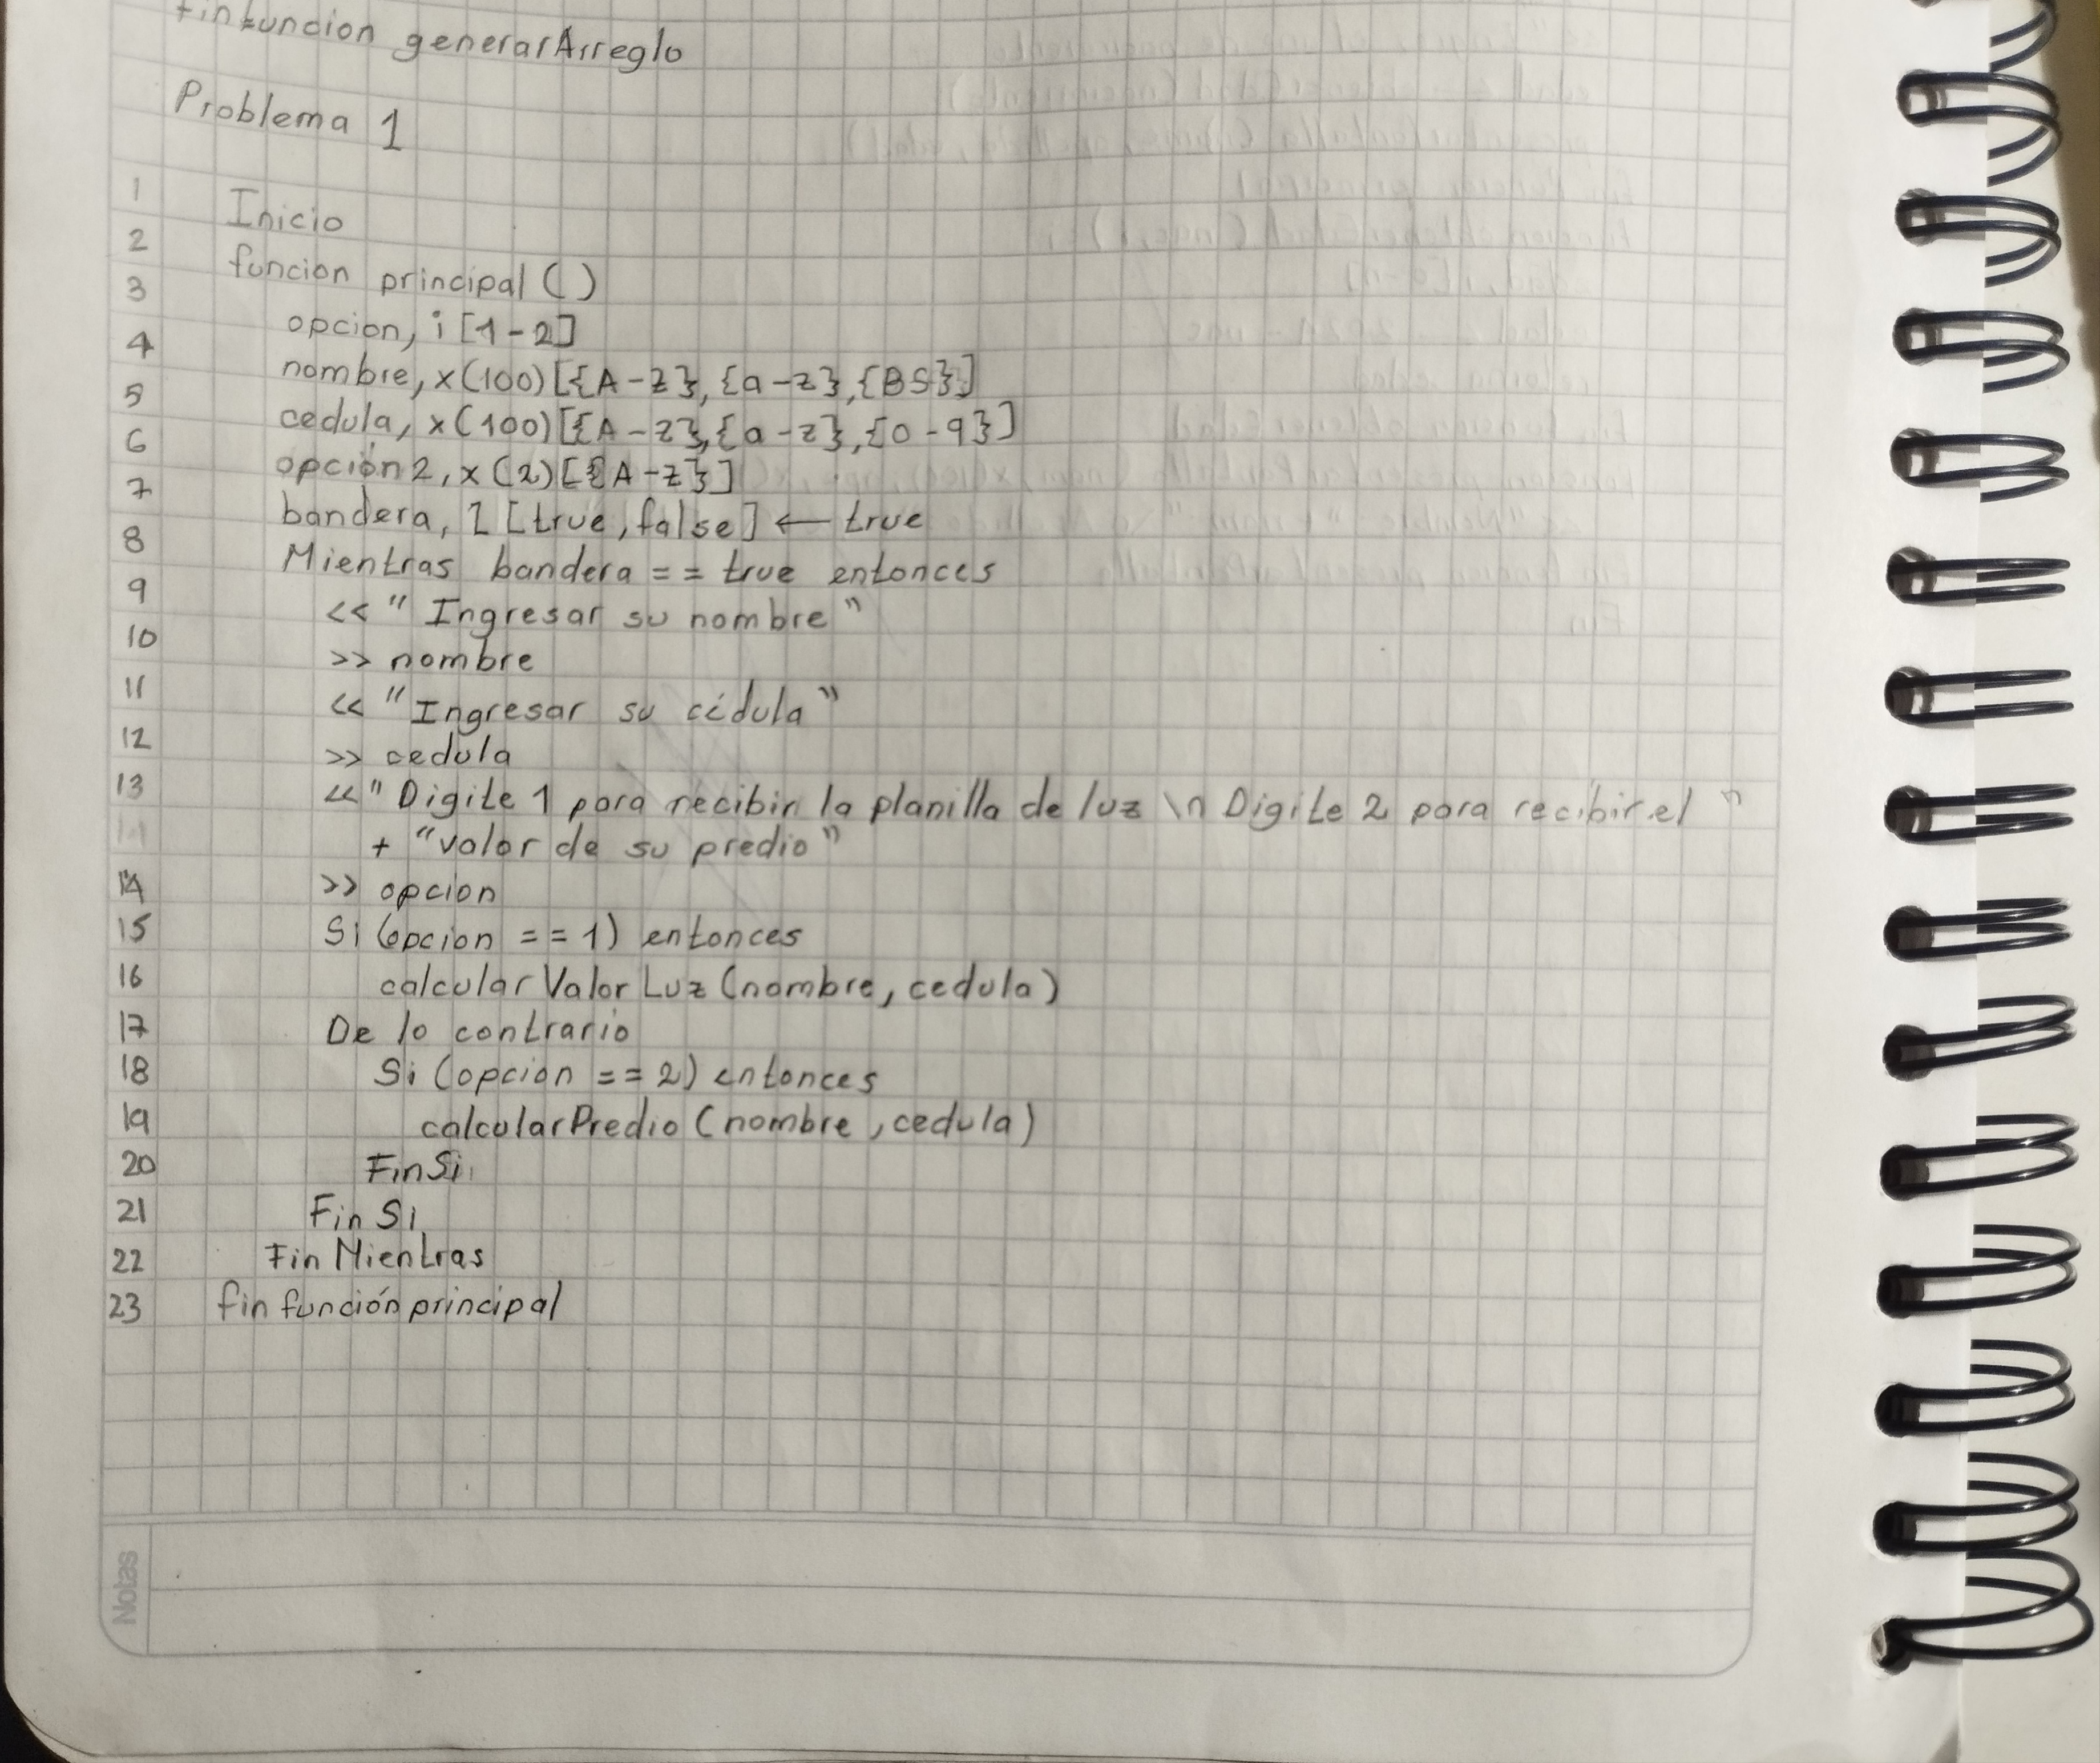 finFuncion generarArreglo
Problema 1
1 Inicio
2 funcion principal ( )
3 opcion, i [1-2]
4 nombre, x(100) [{A-Z}, {a-z}, {BS}]
5 cedula, x(100) [{A-Z}, {a-z}, {0-9}]
6 opción2, x(2) [{A-Z}]
7 bandera, l [true, false] ← true
8 Mientras bandera == true entonces
9 << "Ingresar su nombre"
10 >> nombre
11 << "Ingresar su cédula"
12 >> cedula
13 << "Digite 1 para recibir la planilla de luz \n Digite 2 para recibir el "
+ "valor de su predio"
14 >> opcion
15 Si (opcion == 1) entonces
16 calcularValorLuz (nombre, cedula)
17 De lo contrario
18 Si (opcion == 2) entonces
19 calcularPredio (nombre, cedula)
20 FinSi
21 Fin Si
22 Fin Mientras
23 fin función principal
Notas